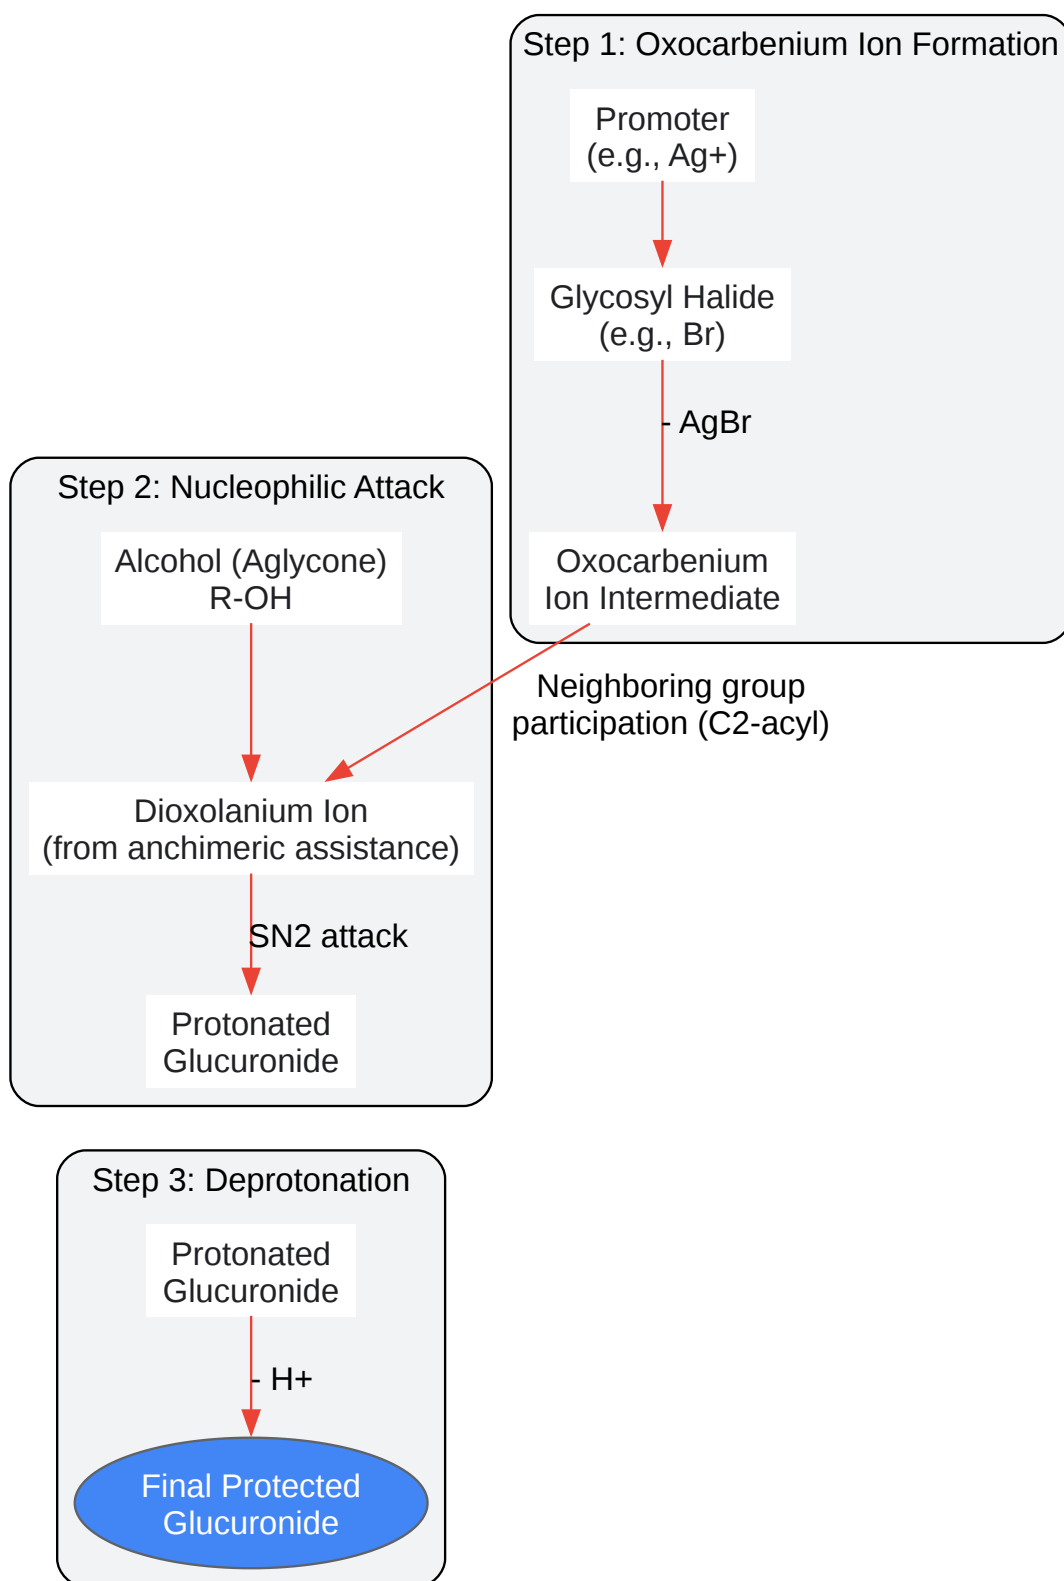 Step 1: Oxocarbenium Ion Formation
Promoter
(e.g., Ag+)
Glycosyl Halide
(e.g., Br)
- AgBr
Oxocarbenium
Ion Intermediate
Neighboring group
participation (C2-acyl)
Step 2: Nucleophilic Attack
Alcohol (Aglycone)
R-OH
Dioxolanium Ion
(from anchimeric assistance)
SN2 attack
Protonated
Glucuronide
Step 3: Deprotonation
Protonated
Glucuronide
- H+
Final Protected
Glucuronide